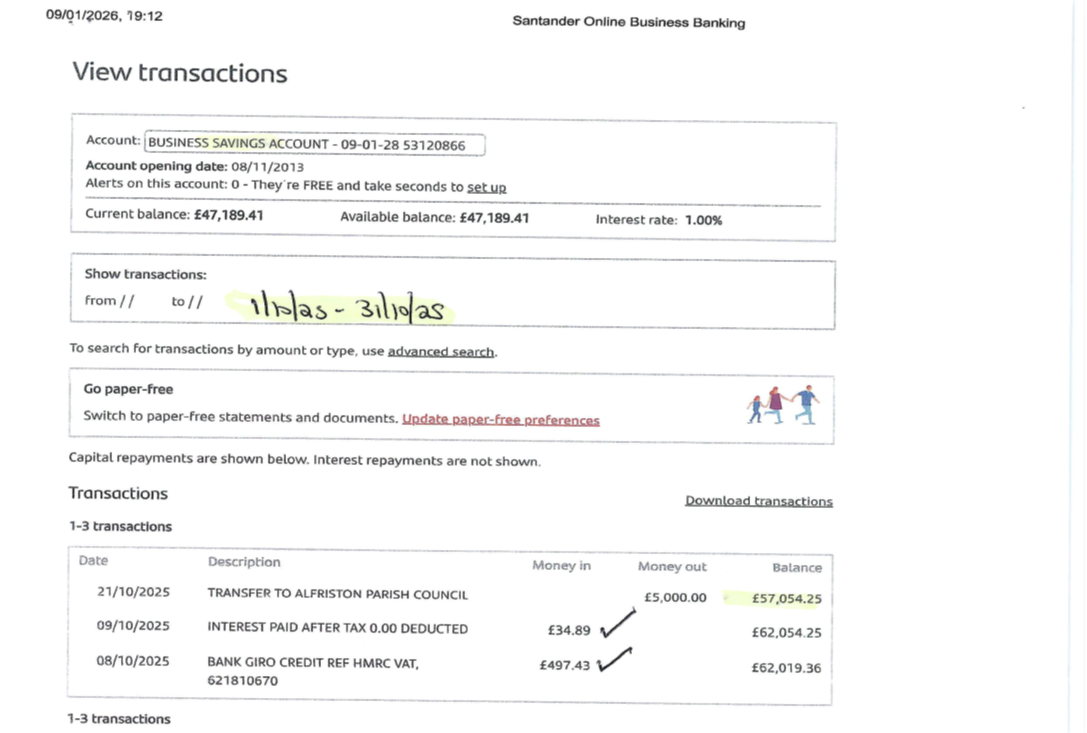 09/01/2026, 19:12
Santander Online Business Banking
View transactions
Account: BUSINESS SAVINGS ACCOUNT - 09-01-28 53120866
Account opening date: 08/11/2013
Alerts on this account: 0 - They're FREE and take seconds to set up
Current balance: £47,189.41 Available balance: £47,189.41 Interest rate: 1.00%
Show transactions:
from // to // 1/10/25 - 31/10/25
To search for transactions by amount or type, use advanced search.
Go paper-free
Switch to paper-free statements and documents. Update paper-free preferences
Capital repayments are shown below. Interest repayments are not shown.
Transactions
Download transactions
1-3 transactions
Date Description Money in Money out Balance
21/10/2025 TRANSFER TO ALFRISTON PARISH COUNCIL £5,000.00 £57,054.25
09/10/2025 INTEREST PAID AFTER TAX 0.00 DEDUCTED £34.89 £62,054.25
08/10/2025 BANK GIRO CREDIT REF HMRC VAT, £497.43 £62,019.36
621810670
1-3 transactions